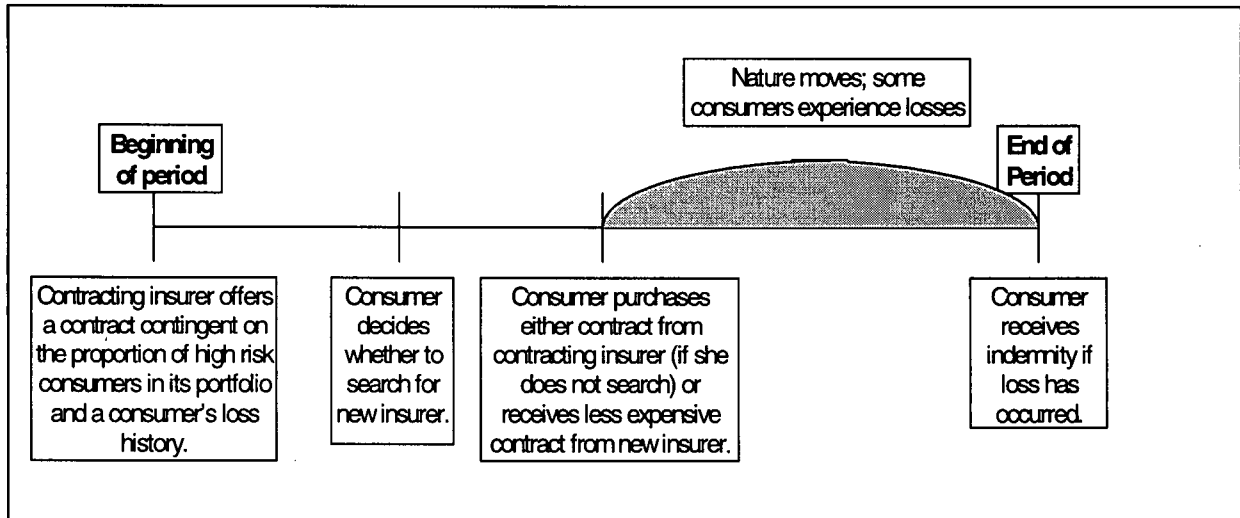 Nature moves; some
consumers experience losses
Beginning
of period
End of
Period
Contracting insurer offers
a contract contingent on
the proportion of high risk
consumers in its portfolio
and a consumer's loss
history.
Consumer
decides
whether to
search for
new insurer.
Consumer purchases
either contract from
contracting insurer (if she
does not search) or
receives less expensive
contract from new insurer.
Consumer
receives
indemnity if
loss has
occurred.